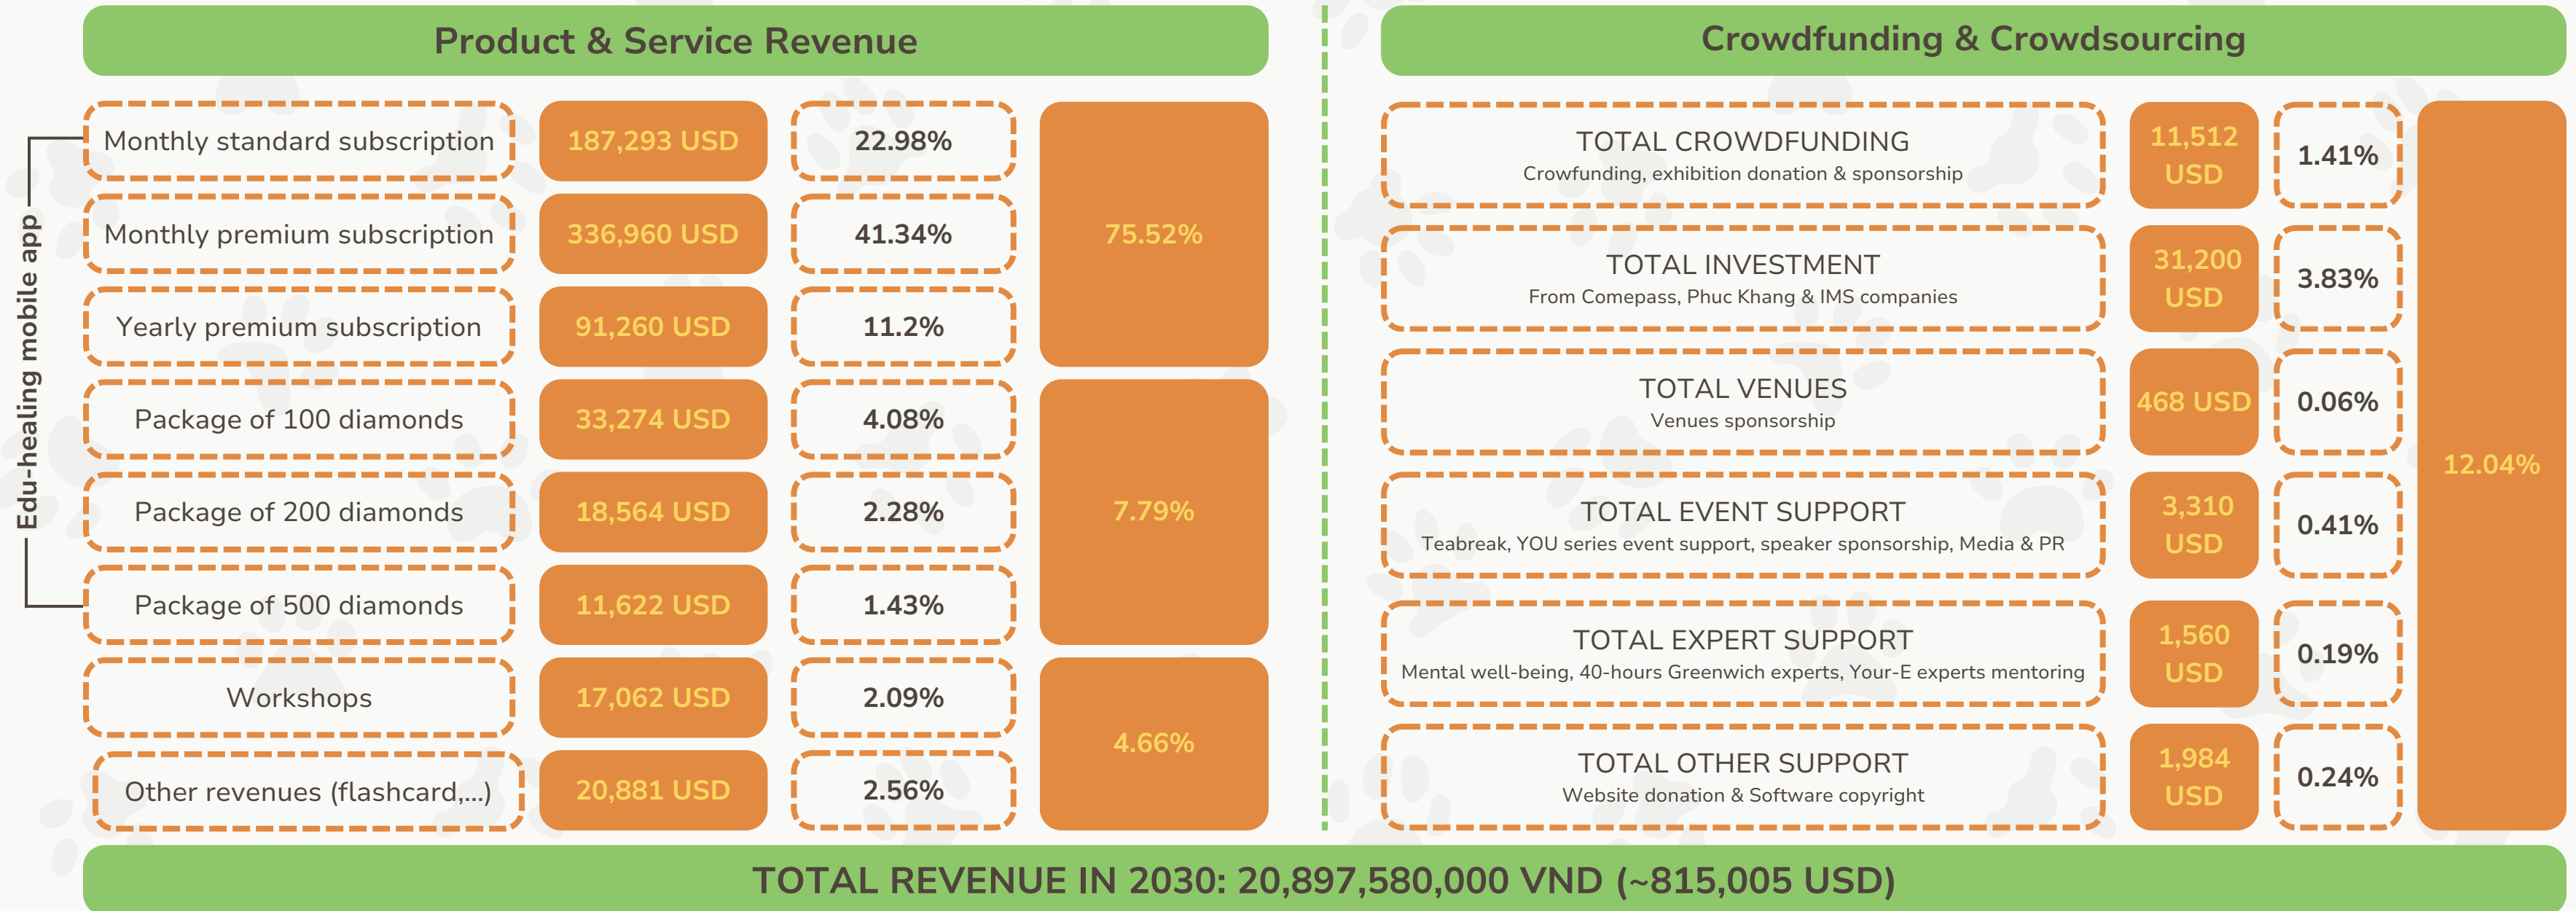 Product & Service Revenue
Edu-healing mobile app
Monthly standard subscription 187,293 USD 22.98%
Monthly premium subscription 336,960 USD 41.34%
Yearly premium subscription 91,260 USD 11.2%
75.52%
Package of 100 diamonds 33,274 USD 4.08%
Package of 200 diamonds 18,564 USD 2.28%
Package of 500 diamonds 11,622 USD 1.43%
7.79%
Workshops 17,062 USD 2.09%
Other revenues (flashcard,...) 20,881 USD 2.56%
4.66%
Crowdfunding & Crowdsourcing
TOTAL CROWDFUNDING
Crowfunding, exhibition donation & sponsorship
11,512
USD
1.41%
TOTAL INVESTMENT
From Comepass, Phuc Khang & IMS companies
31,200
USD
3.83%
TOTAL VENUES
Venues sponsorship
468 USD
0.06%
TOTAL EVENT SUPPORT
Teabreak, YOU series event support, speaker sponsorship, Media & PR
3,310
USD
0.41%
TOTAL EXPERT SUPPORT
Mental well-being, 40-hours Greenwich experts, Your-E experts mentoring
1,560
USD
0.19%
TOTAL OTHER SUPPORT
Website donation & Software copyright
1,984
USD
0.24%
12.04%
TOTAL REVENUE IN 2030: 20,897,580,000 VND (~815,005 USD)